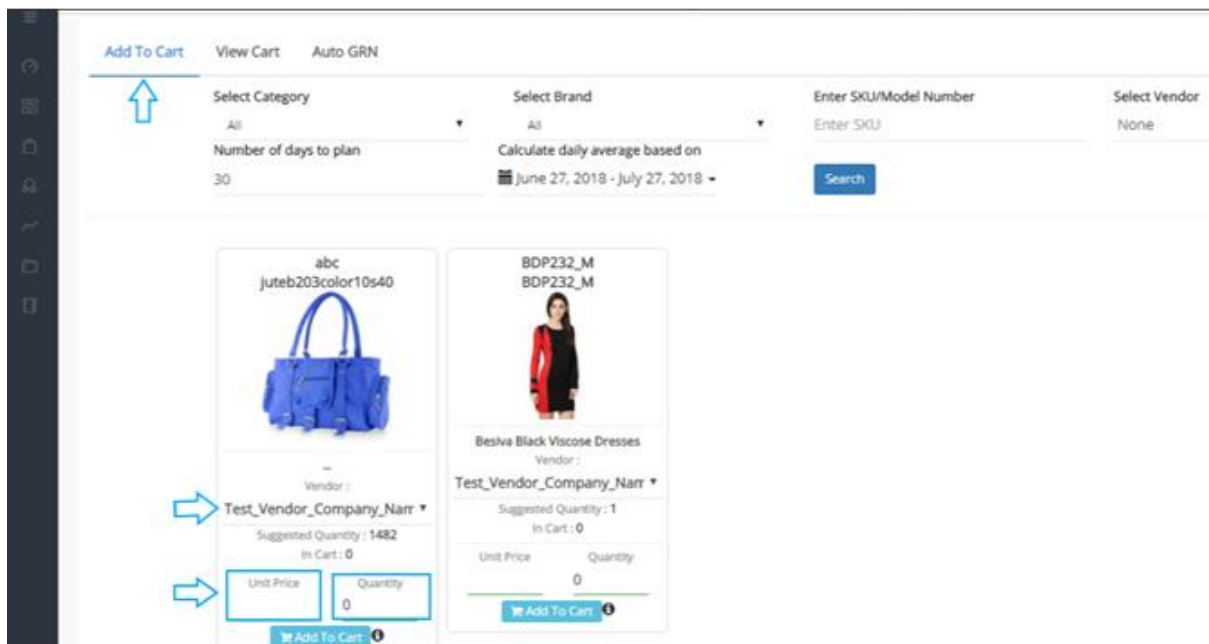 Add To Cart View Cart Auto GRN
Select Category Select Brand Enter SKU/Model Number Select Vendor
All All Enter SKU None
Number of days to plan Calculate daily average based on
30 June 27, 2018 - July 27, 2018 Search
abc
juteb203color10s40
--
Vendor :
Test_Vendor_Company_Narr
Suggested Quantity : 1482
In Cart : 0
Unit Price Quantity
0
Add To Cart
BDP232_M
BDP232_M
Besiva Black Viscose Dresses
Vendor :
Test_Vendor_Company_Narr
Suggested Quantity : 1
In Cart : 0
Unit Price Quantity
0
Add To Cart